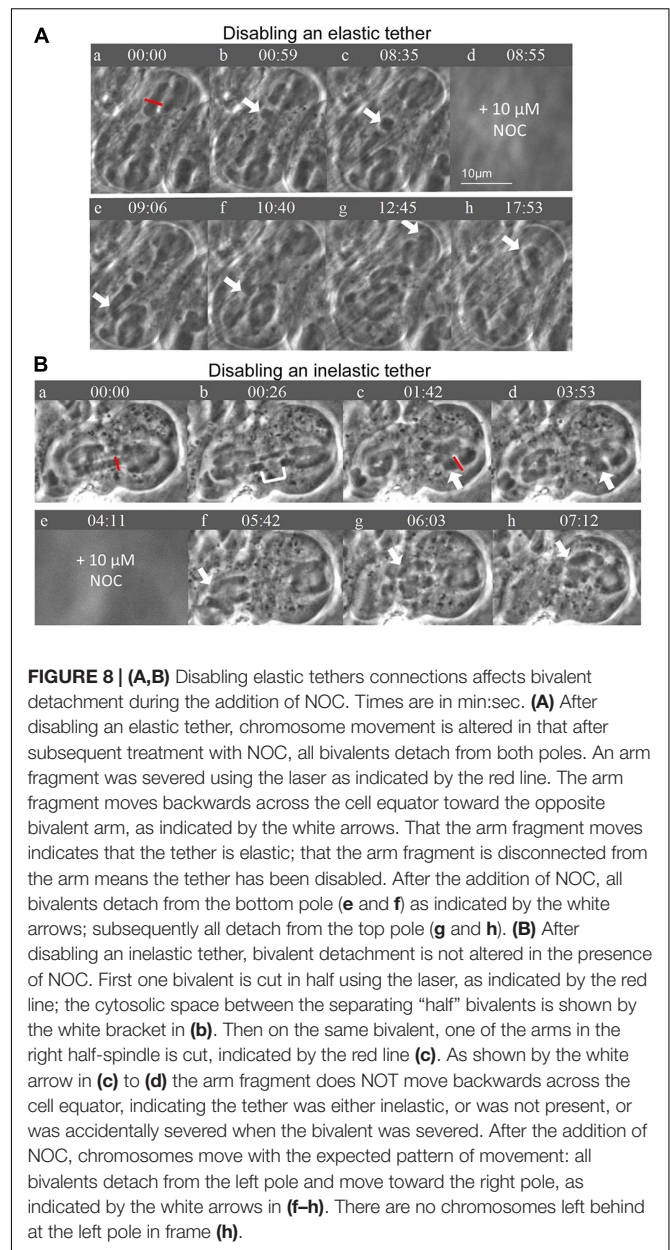 A
Disabling an elastic tether
a 00:00 b 00:59 c 08:35 d 08:55
+ 10 µM
NOC
10µm
e 09:06 f 10:40 g 12:45 h 17:53
B
Disabling an inelastic tether
a 00:00 b 00:26 c 01:42 d 03:53
e 04:11 f 05:42 g 06:03 h 07:12
+ 10 µM
NOC
FIGURE 8 | (A,B) Disabling elastic tethers connections affects bivalent
detachment during the addition of NOC. Times are in min:sec. (A) After
disabling an elastic tether, chromosome movement is altered in that after
subsequent treatment with NOC, all bivalents detach from both poles. An arm
fragment was severed using the laser as indicated by the red line. The arm
fragment moves backwards across the cell equator toward the opposite
bivalent arm, as indicated by the white arrows. That the arm fragment moves
indicates that the tether is elastic; that the arm fragment is disconnected from
the arm means the tether has been disabled. After the addition of NOC, all
bivalents detach from the bottom pole (e and f) as indicated by the white
arrows; subsequently all detach from the top pole (g and h). (B) After
disabling an inelastic tether, bivalent detachment is not altered in the presence
of NOC. First one bivalent is cut in half using the laser, as indicated by the red
line; the cytosolic space between the separating “half” bivalents is shown by
the white bracket in (b). Then on the same bivalent, one of the arms in the
right half-spindle is cut, indicated by the red line (c). As shown by the white
arrow in (c) to (d) the arm fragment does NOT move backwards across the
cell equator, indicating the tether was either inelastic, or was not present, or
was accidentally severed when the bivalent was severed. After the addition of
NOC, chromosomes move with the expected pattern of movement: all
bivalents detach from the left pole and move toward the right pole, as
indicated by the white arrows in (f–h). There are no chromosomes left behind
at the left pole in frame (h).